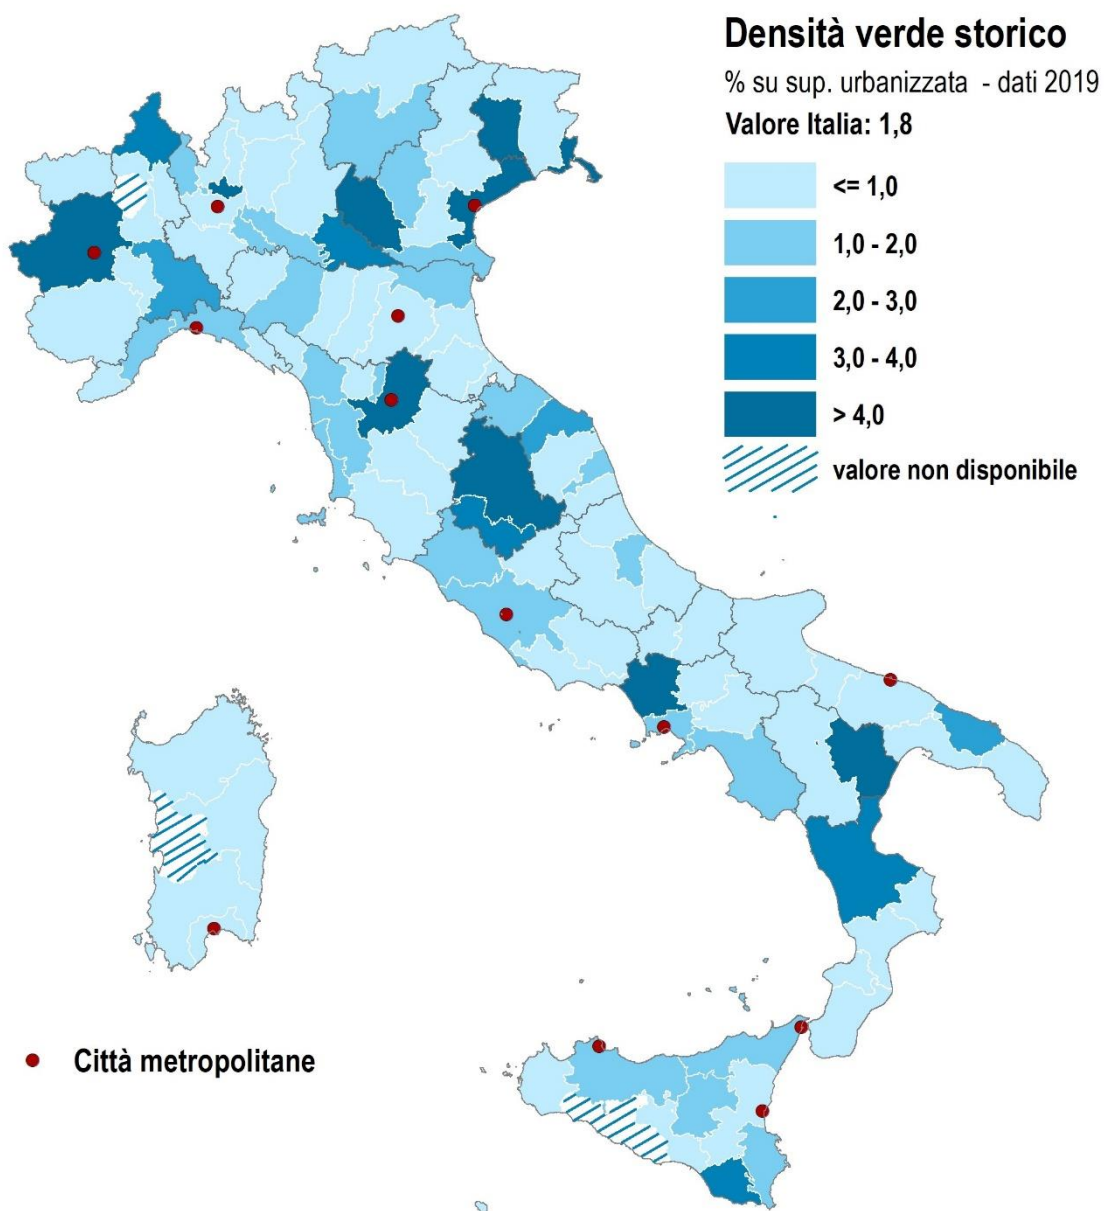 Densità verde storico
% su sup. urbanizzata - dati 2019
Valore Italia: 1,8
<= 1,0
1,0 - 2,0
2,0 - 3,0
3,0 - 4,0
> 4,0
valore non disponibile
Città metropolitane